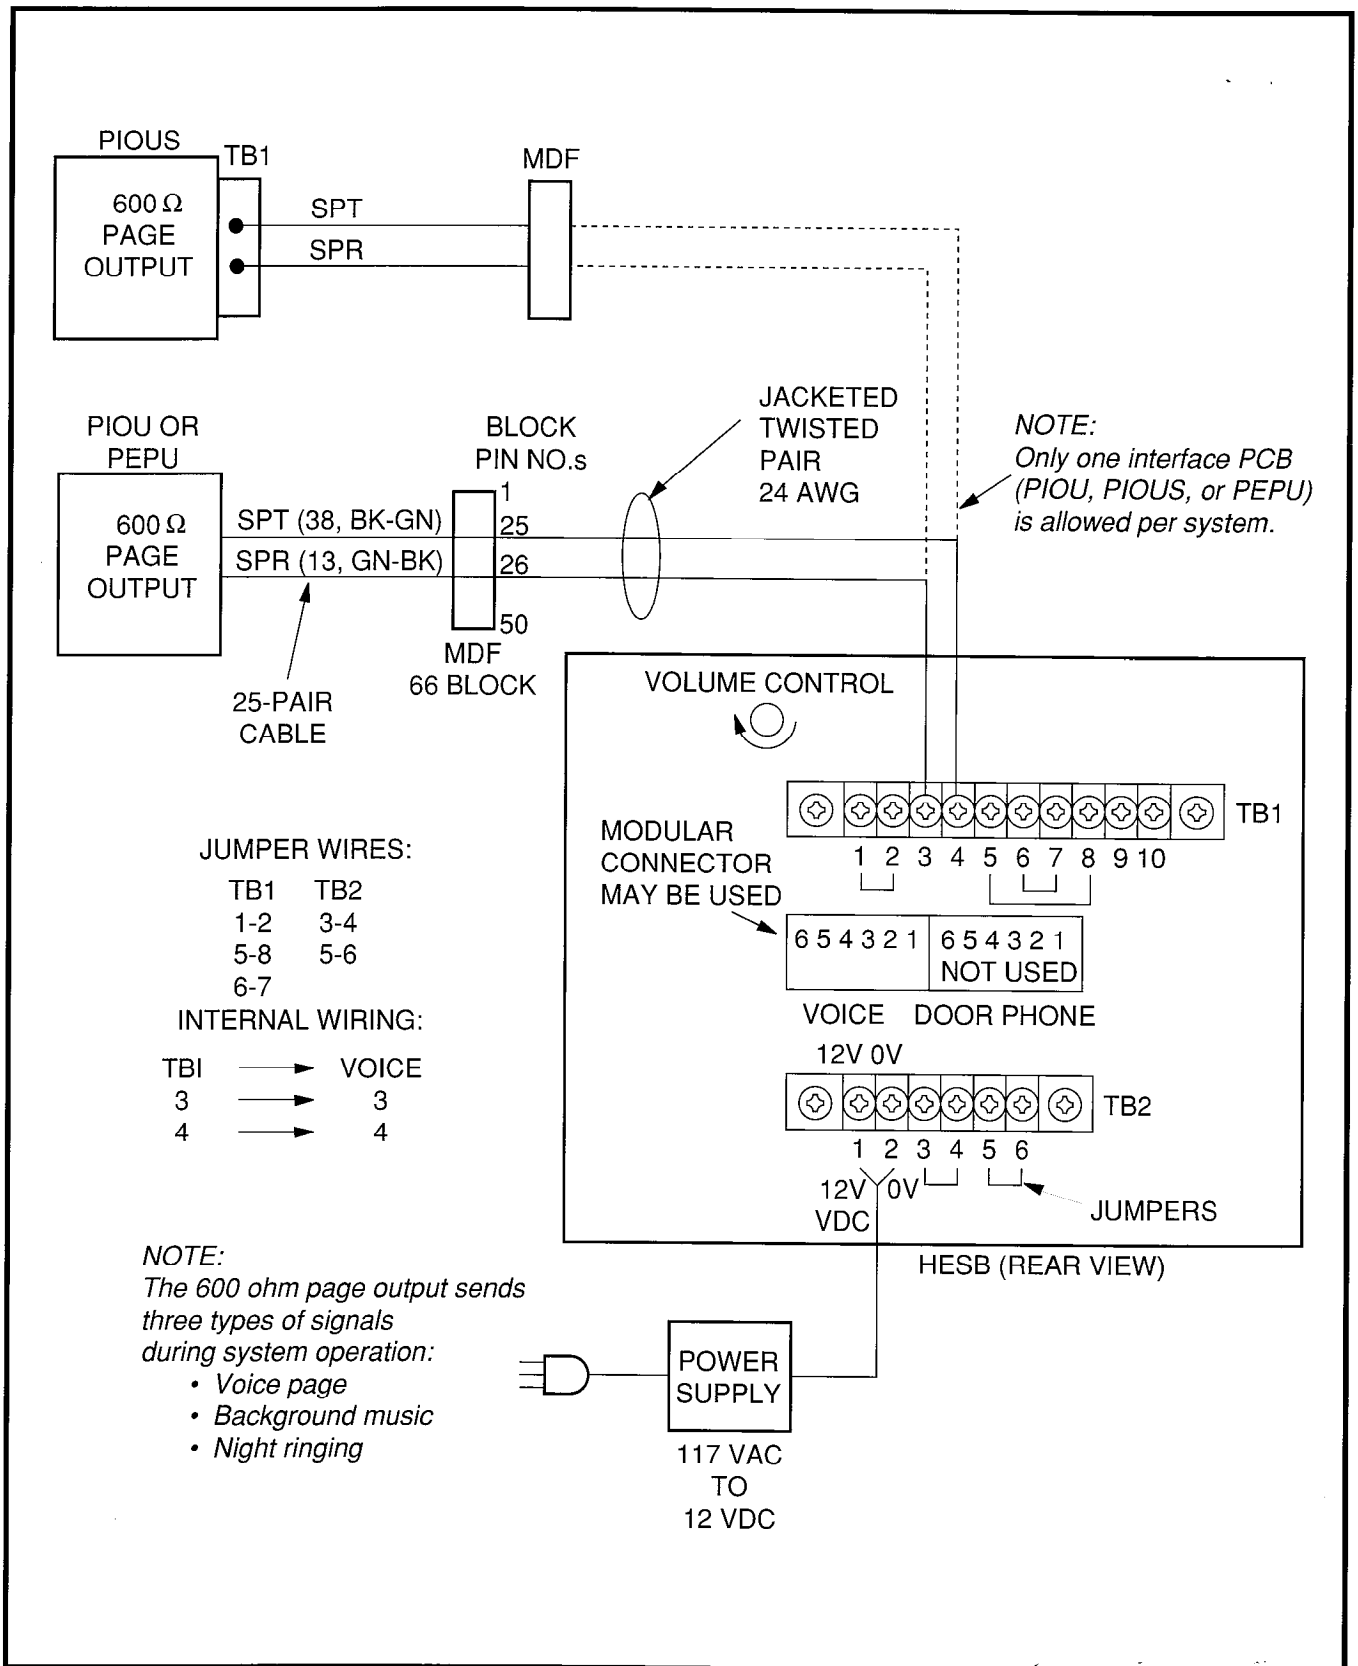 PIOUS
TB1
MDF
600 Ω
PAGE
OUTPUT
SPT
SPR
PIOU OR
PEPU
BLOCK
PIN NO.s
JACKETED
TWISTED
PAIR
24 AWG
NOTE:
Only one interface PCB
(PIOU, PIOUS, or PEPU)
is allowed per system.
600 Ω
PAGE
OUTPUT
SPT (38, BK-GN)
SPR (13, GN-BK)
1
25
26
50
MDF
66 BLOCK
25-PAIR
CABLE
VOLUME CONTROL
TB1
1 2 3 4 5 6 7 8 9 10
MODULAR
CONNECTOR
MAY BE USED
6 5 4 3 2 1
6 5 4 3 2 1
NOT USED
VOICE
DOOR PHONE
12V 0V
TB2
1 2 3 4 5 6
12V 0V
VDC
JUMPERS
HESB (REAR VIEW)
JUMPER WIRES:
TB1 TB2
1-2 3-4
5-8 5-6
6-7
INTERNAL WIRING:
TBI VOICE
3 3
4 4
NOTE:
The 600 ohm page output sends
three types of signals
during system operation:
• Voice page
• Background music
• Night ringing
POWER
SUPPLY
117 VAC
TO
12 VDC